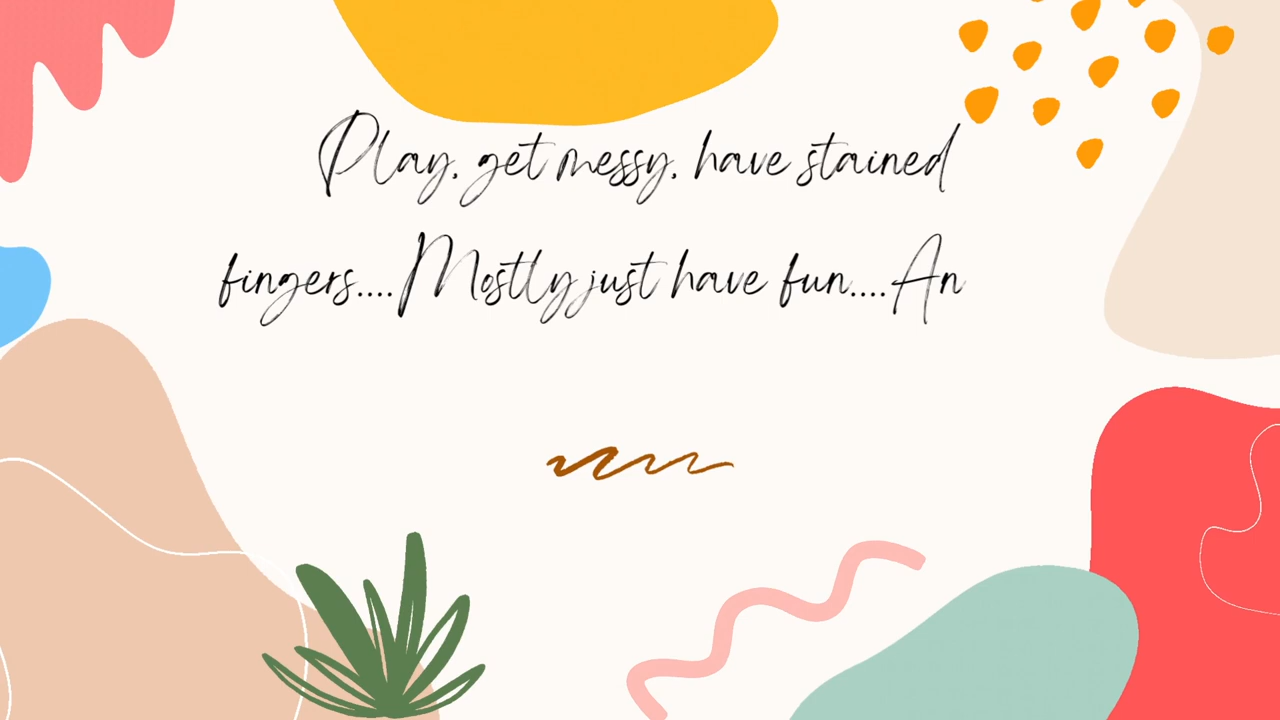 Play, get messy, have stained
fingers....Mostly just have fun....An